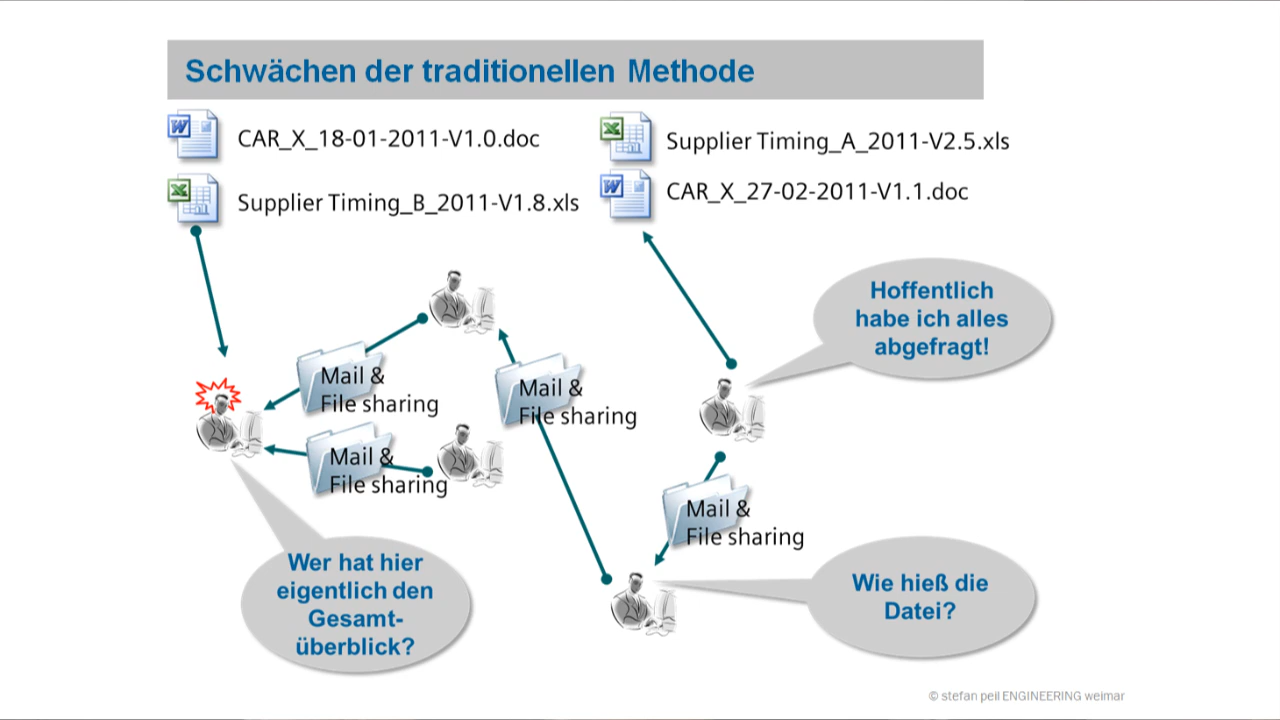 Schwächen der traditionellen Methode
CAR_X_18-01-2011-V1.0.doc
Supplier Timing_A_2011-V2.5.xls
Supplier Timing_B_2011-V1.8.xls
CAR_X_27-02-2011-V1.1.doc
Hoffentlich
habe ich alles
abgefragt!
Mail &
File sharing
Mail &
File sharing
Mail &
File sharing
Mail &
File sharing
Wer hat hier
eigentlich den
Gesamt-
überblick?
Wie hieß die
Datei?
© stefan peil ENGINEERING weimar